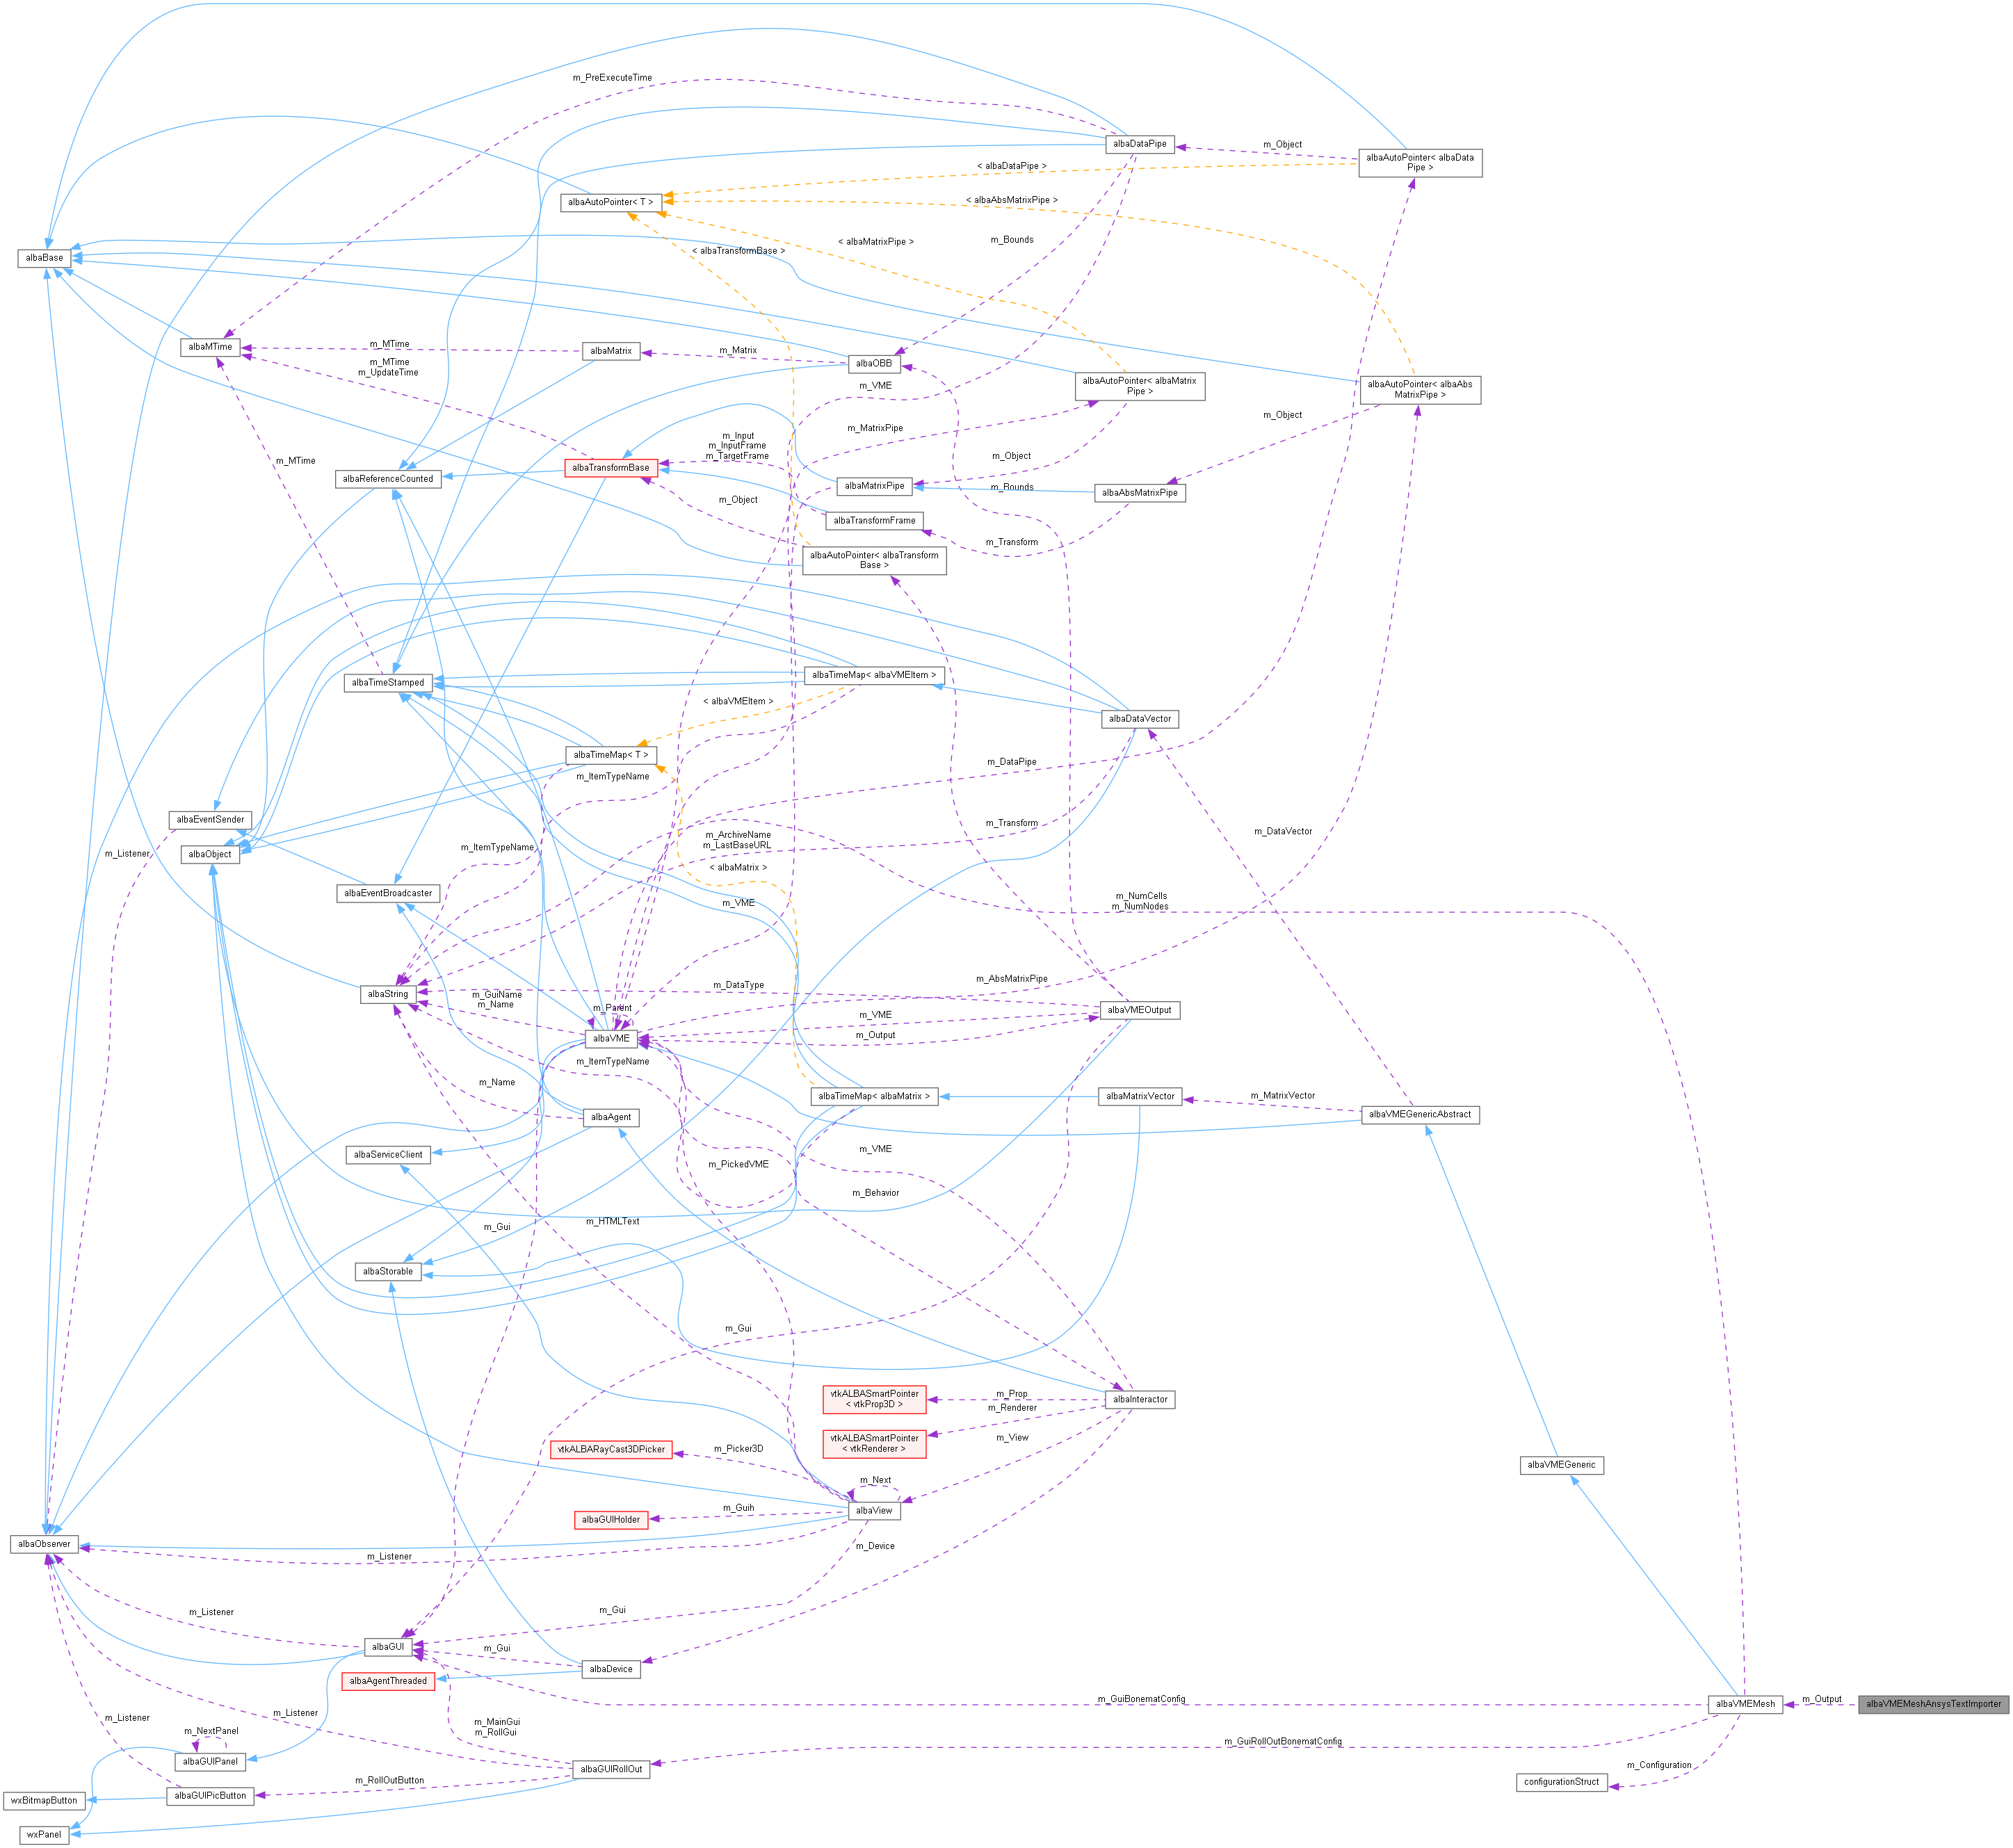 m_PreExecuteTime
albaDataPipe
m_Object
albaAutoPointer< albaData
Pipe >
< albaDataPipe >
albaAutoPointer< T >
< albaAbsMatrixPipe >
m_Bounds
< albaMatrixPipe >
< albaTransformBase >
albaBase
albaMTime
m_MTime
albaMatrix
m_Matrix
albaOBB
m_MTime
m_UpdateTime
m_VME
albaAutoPointer< albaMatrix
Pipe >
albaAutoPointer< albaAbs
MatrixPipe >
m_Object
m_MatrixPipe
m_Input
m_InputFrame
m_TargetFrame
m_Object
m_MTime
albaTransformBase
albaReferenceCounted
albaMatrixPipe
m_Bounds
albaAbsMatrixPipe
m_Object
albaTransformFrame
m_Transform
albaAutoPointer< albaTransform
Base >
albaTimeStamped
albaTimeMap< albaVMEItem >
< albaVMEItem >
albaDataVector
albaTimeMap< T >
m_ItemTypeName
m_DataPipe
albaEventSender
m_Transform
m_DataVector
m_ArchiveName
m_LastBaseURL
m_ItemTypeName
m_Listener
albaObject
< albaMatrix >
albaEventBroadcaster
m_VME
m_NumCells
m_NumNodes
m_AbsMatrixPipe
m_DataType
albaString
m_GuiName
m_Name
m_Parent
albaVMEOutput
m_VME
albaVME
m_Output
m_ItemTypeName
m_Name
albaTimeMap< albaMatrix >
albaMatrixVector
m_MatrixVector
albaVMEGenericAbstract
albaAgent
albaServiceClient
m_PickedVME
m_VME
m_Behavior
m_Gui
m_HTMLText
albaStorable
m_Gui
vtkALBASmartPointer
< vtkProp3D >
m_Prop
albaInteractor
m_Renderer
vtkALBASmartPointer
< vtkRenderer >
m_View
vtkALBARayCast3DPicker
m_Picker3D
albaVMEGeneric
m_Next
albaView
m_Guih
albaGUIHolder
albaObserver
m_Device
m_Listener
m_Gui
m_Listener
albaGUI
m_Gui
albaDevice
albaAgentThreaded
m_GuiBonematConfig
albaVMEMesh
m_Output
albaVMEMeshAnsysTextImporter
m_Listener
m_Listener
m_MainGui
m_RollGui
m_NextPanel
albaGUIPanel
m_GuiRollOutBonematConfig
m_Configuration
albaGUIRollOut
m_RollOutButton
configurationStruct
albaGUIPicButton
wxBitmapButton
wxPanel